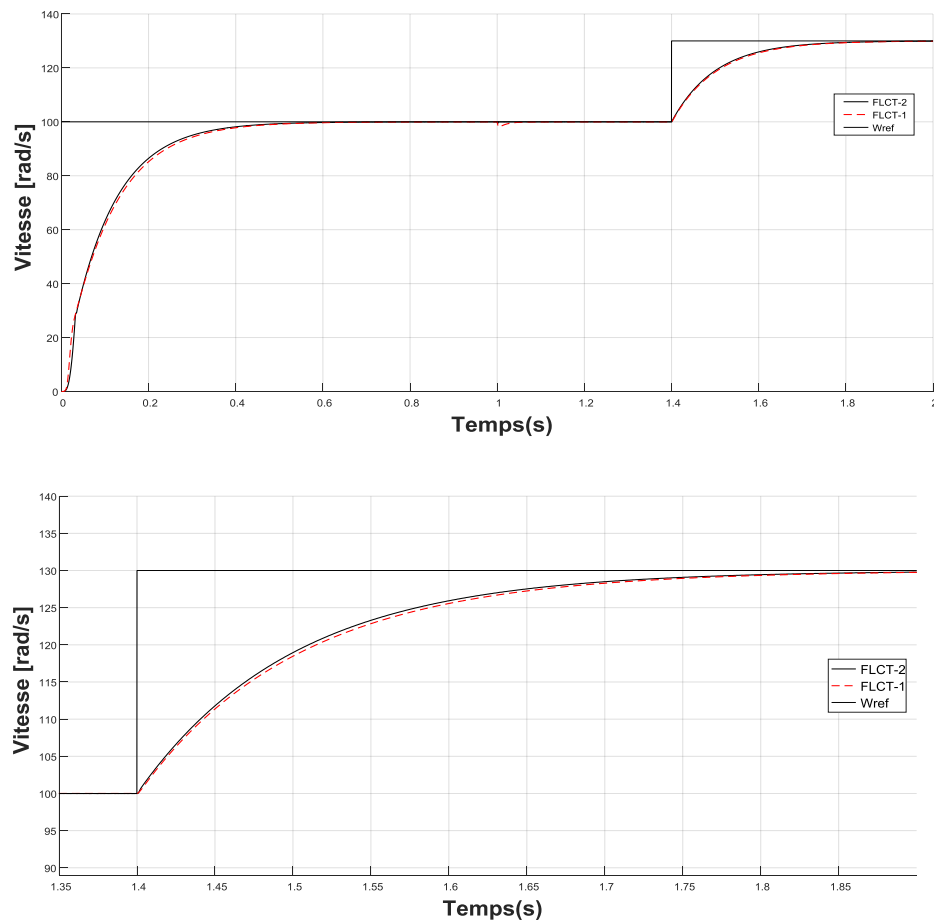 140
120
100
80
60
40
20
0
Vitesse [rad/s]
FLCT-2
FLCT-1
Wref
0 0.2 0.4 0.6 0.8 1 1.2 1.4 1.6 1.8 2
Temps(s)
140
135
130
125
120
115
110
105
100
95
90
Vitesse [rad/s]
FLCT-2
FLCT-1
Wref
1.35 1.4 1.45 1.5 1.55 1.6 1.65 1.7 1.75 1.8 1.85
Temps(s)